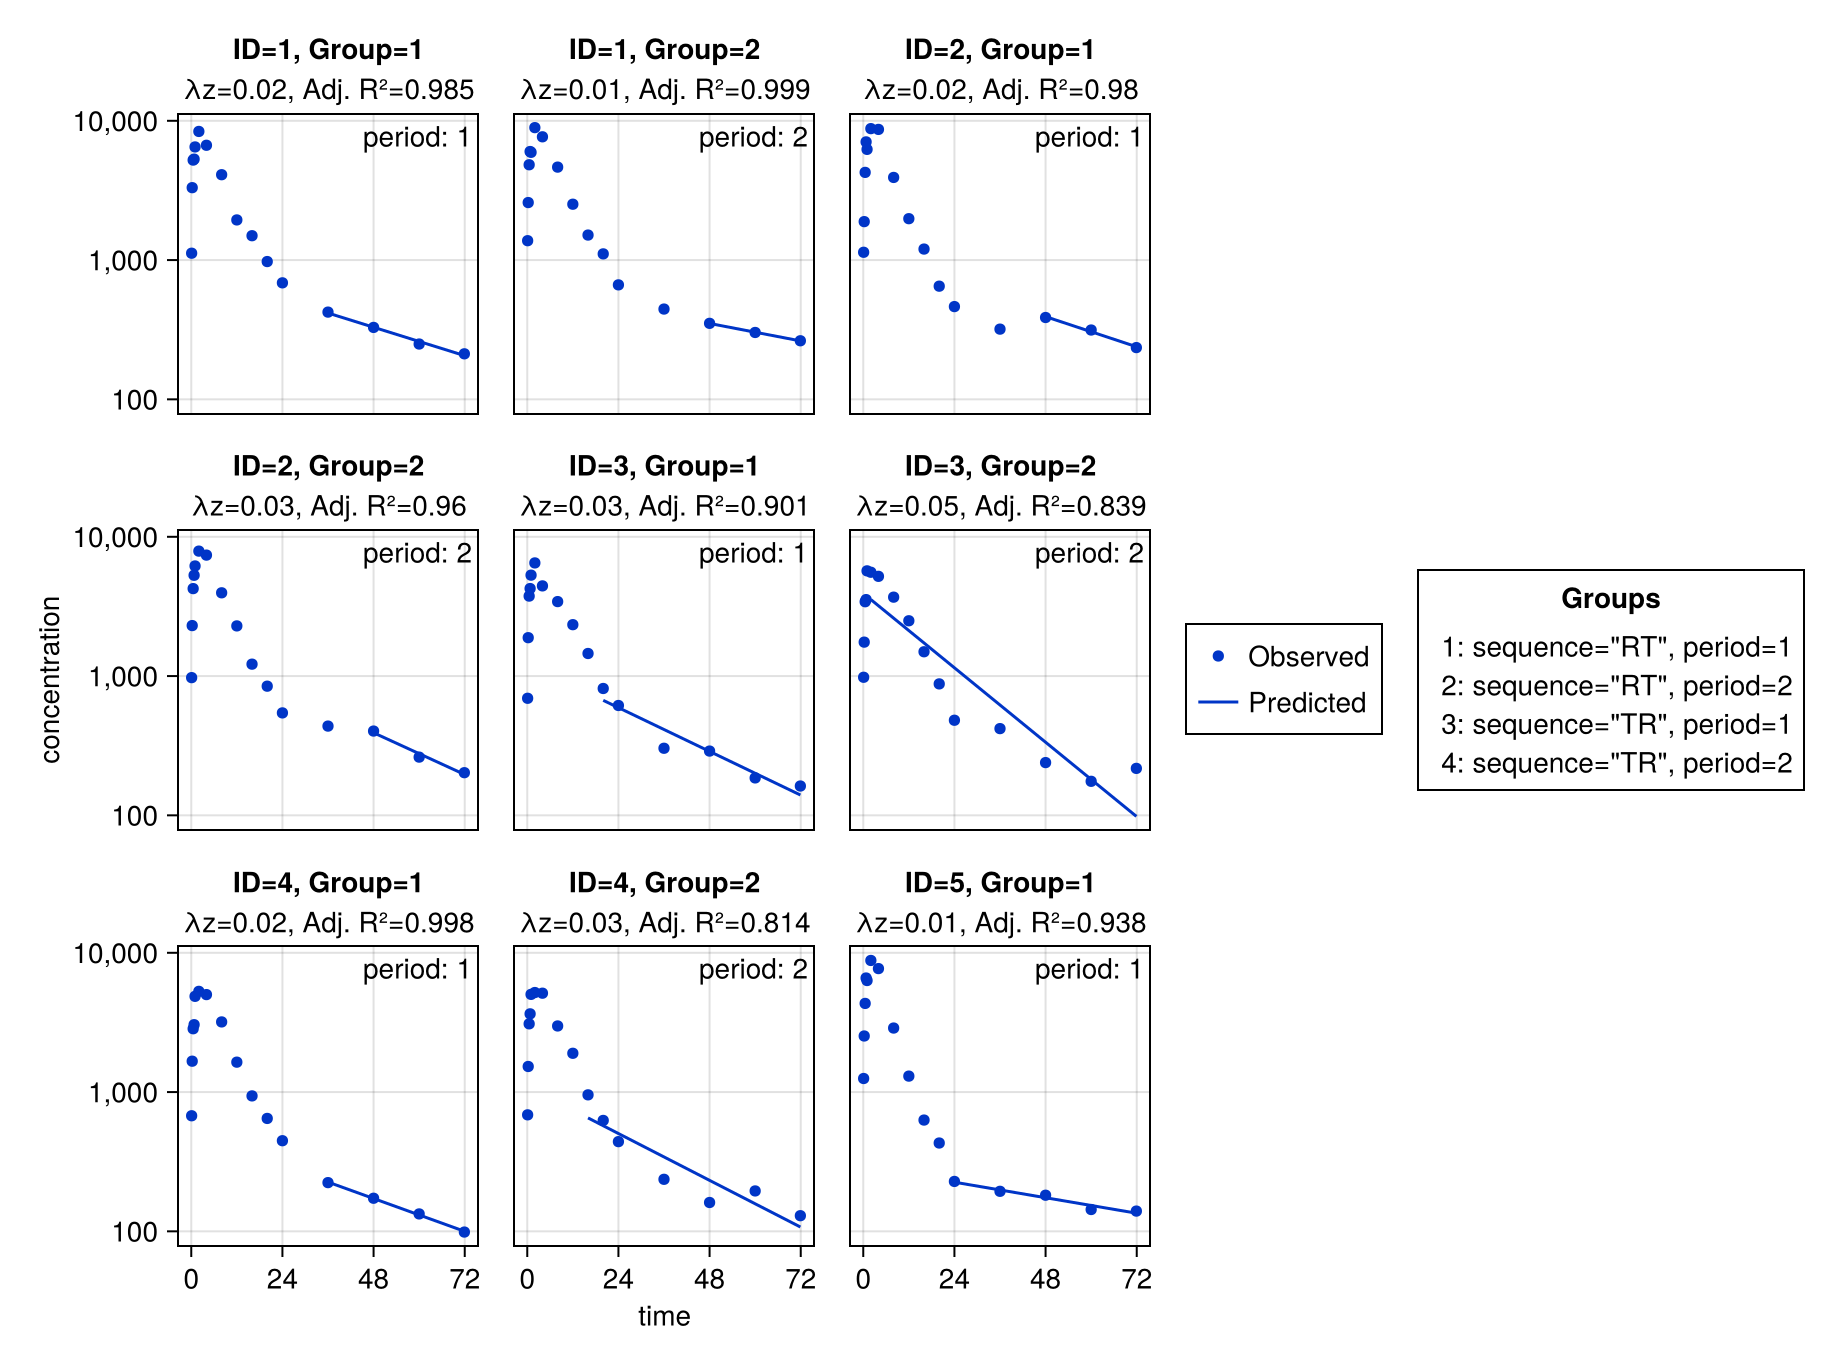 ID=1, Group=1
λz=0.02, Adj. R²=0.985
period: 1
10,000
1,000
100
ID=1, Group=2
λz=0.01, Adj. R²=0.999
period: 2
ID=2, Group=1
λz=0.02, Adj. R²=0.98
period: 1
concentration
ID=2, Group=2
λz=0.03, Adj. R²=0.96
period: 2
10,000
1,000
100
ID=3, Group=1
λz=0.03, Adj. R²=0.901
period: 1
ID=3, Group=2
λz=0.05, Adj. R²=0.839
period: 2
ID=4, Group=1
λz=0.02, Adj. R²=0.998
period: 1
10,000
1,000
100
0 24 48 72
ID=4, Group=2
λz=0.03, Adj. R²=0.814
period: 2
0 24 48 72
ID=5, Group=1
λz=0.01, Adj. R²=0.938
period: 1
0 24 48 72
time
Observed
Predicted
Groups
1: sequence="RT", period=1
2: sequence="RT", period=2
3: sequence="TR", period=1
4: sequence="TR", period=2